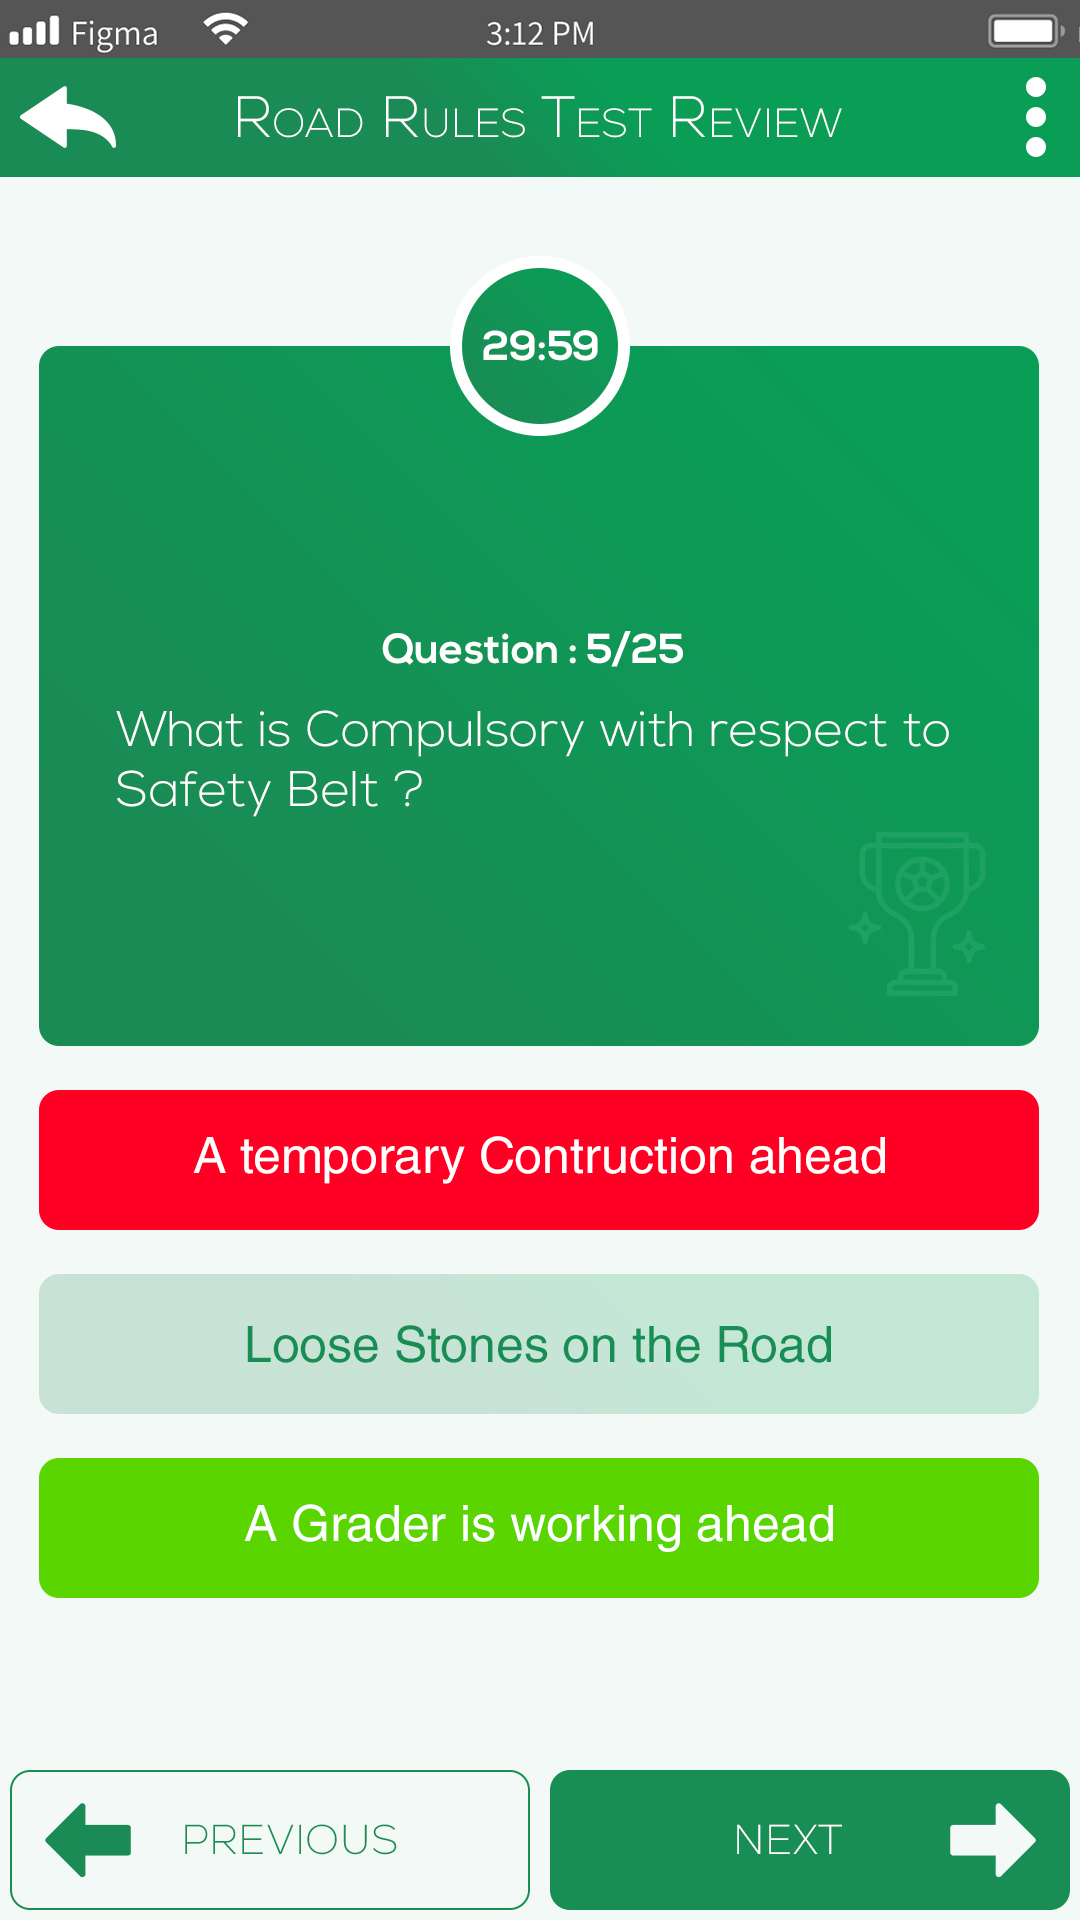 Figma 3:12 PM
Road Rules Test Review
29:59
Question : 5/25
What is Compulsory with respect to
Safety Belt ?
A temporary Contruction ahead
Loose Stones on the Road
A Grader is working ahead
PREVIOUS NEXT